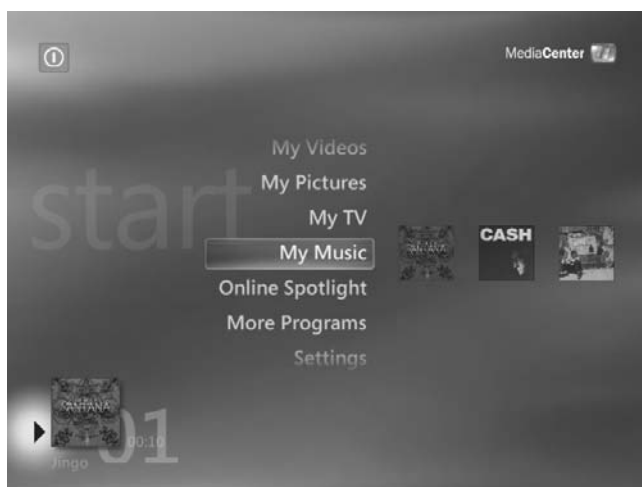 MediaCenter
start
My Videos
My Pictures
My TV
My Music
Online Spotlight
More Programs
Settings
SANTANA
CASH
SANTANA
01
00:10
Jingo